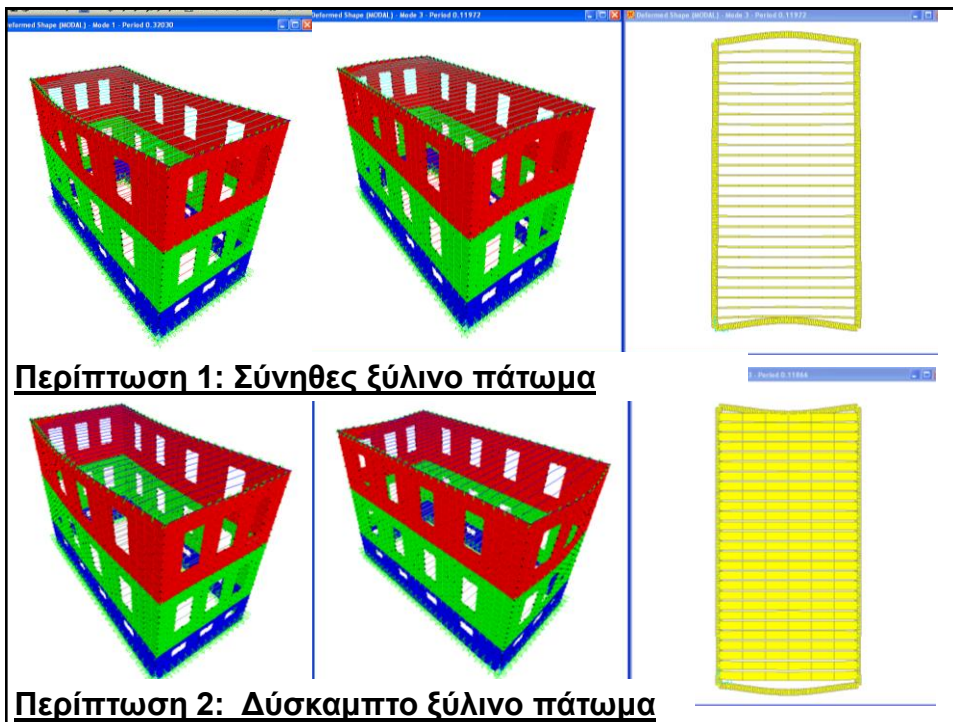 Deformed Shape (MODAL) - Mode 1 - Period 0.32030
Deformed Shape (MODAL) - Mode 3 - Period 0.11972
Deformed Shape (MODAL) - Mode 3 - Period 0.11972
Περίπτωση 1: Σύνηθες ξύλινο πάτωμα
3 - Period 0.11864
Περίπτωση 2: Δύσκαμπτο ξύλινο πάτωμα